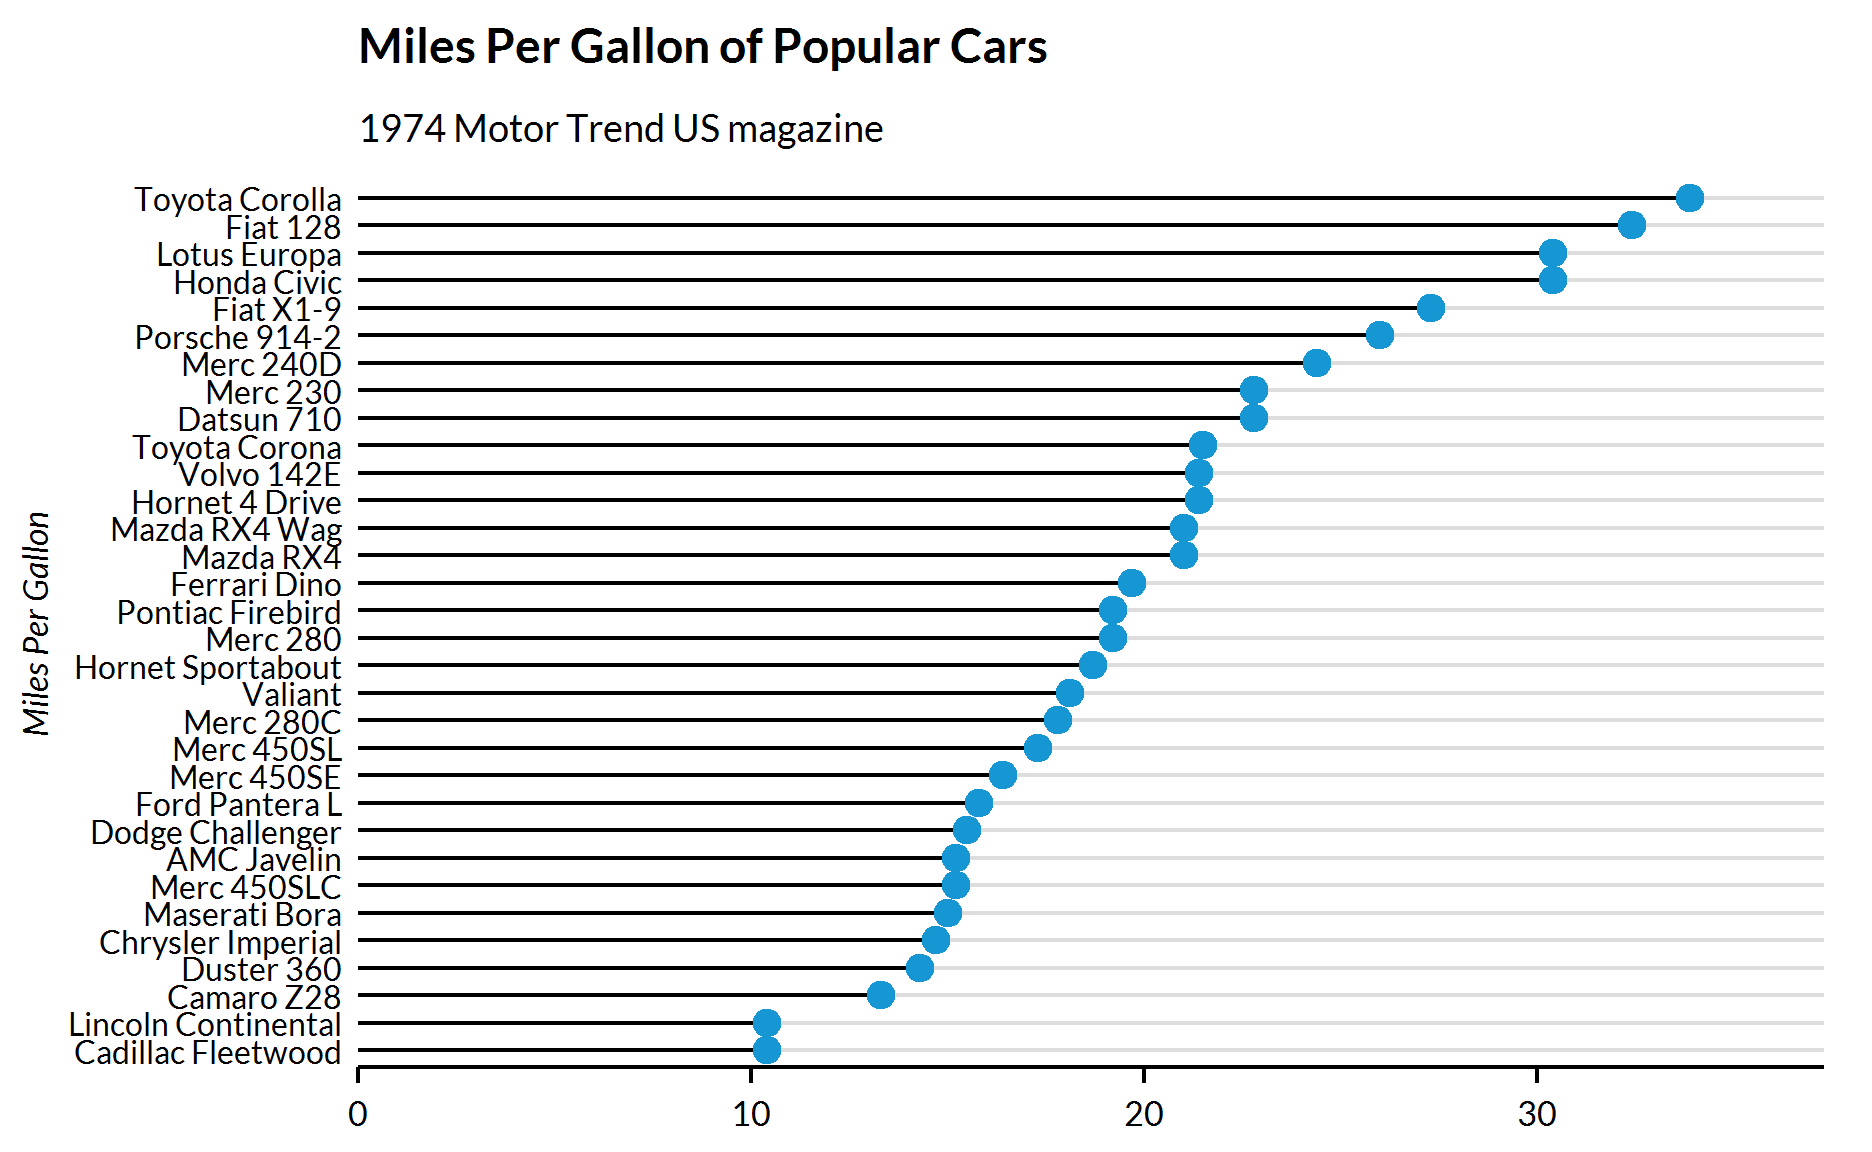 Miles Per Gallon of Popular Cars
1974 Motor Trend US magazine
Toyota Corolla
Fiat 128
Lotus Europa
Honda Civic
Fiat X1-9
Porsche 914-2
Merc 240D
Merc 230
Datsun 710
Toyota Corona
Volvo 142E
Hornet 4 Drive
Mazda RX4 Wag
Mazda RX4
Ferrari Dino
Pontiac Firebird
Merc 280
Hornet Sportabout
Valiant
Merc 280C
Merc 450SL
Merc 450SE
Ford Pantera L
Dodge Challenger
AMC Javelin
Merc 450SLC
Maserati Bora
Chrysler Imperial
Duster 360
Camaro Z28
Lincoln Continental
Cadillac Fleetwood
Miles Per Gallon
0 10 20 30